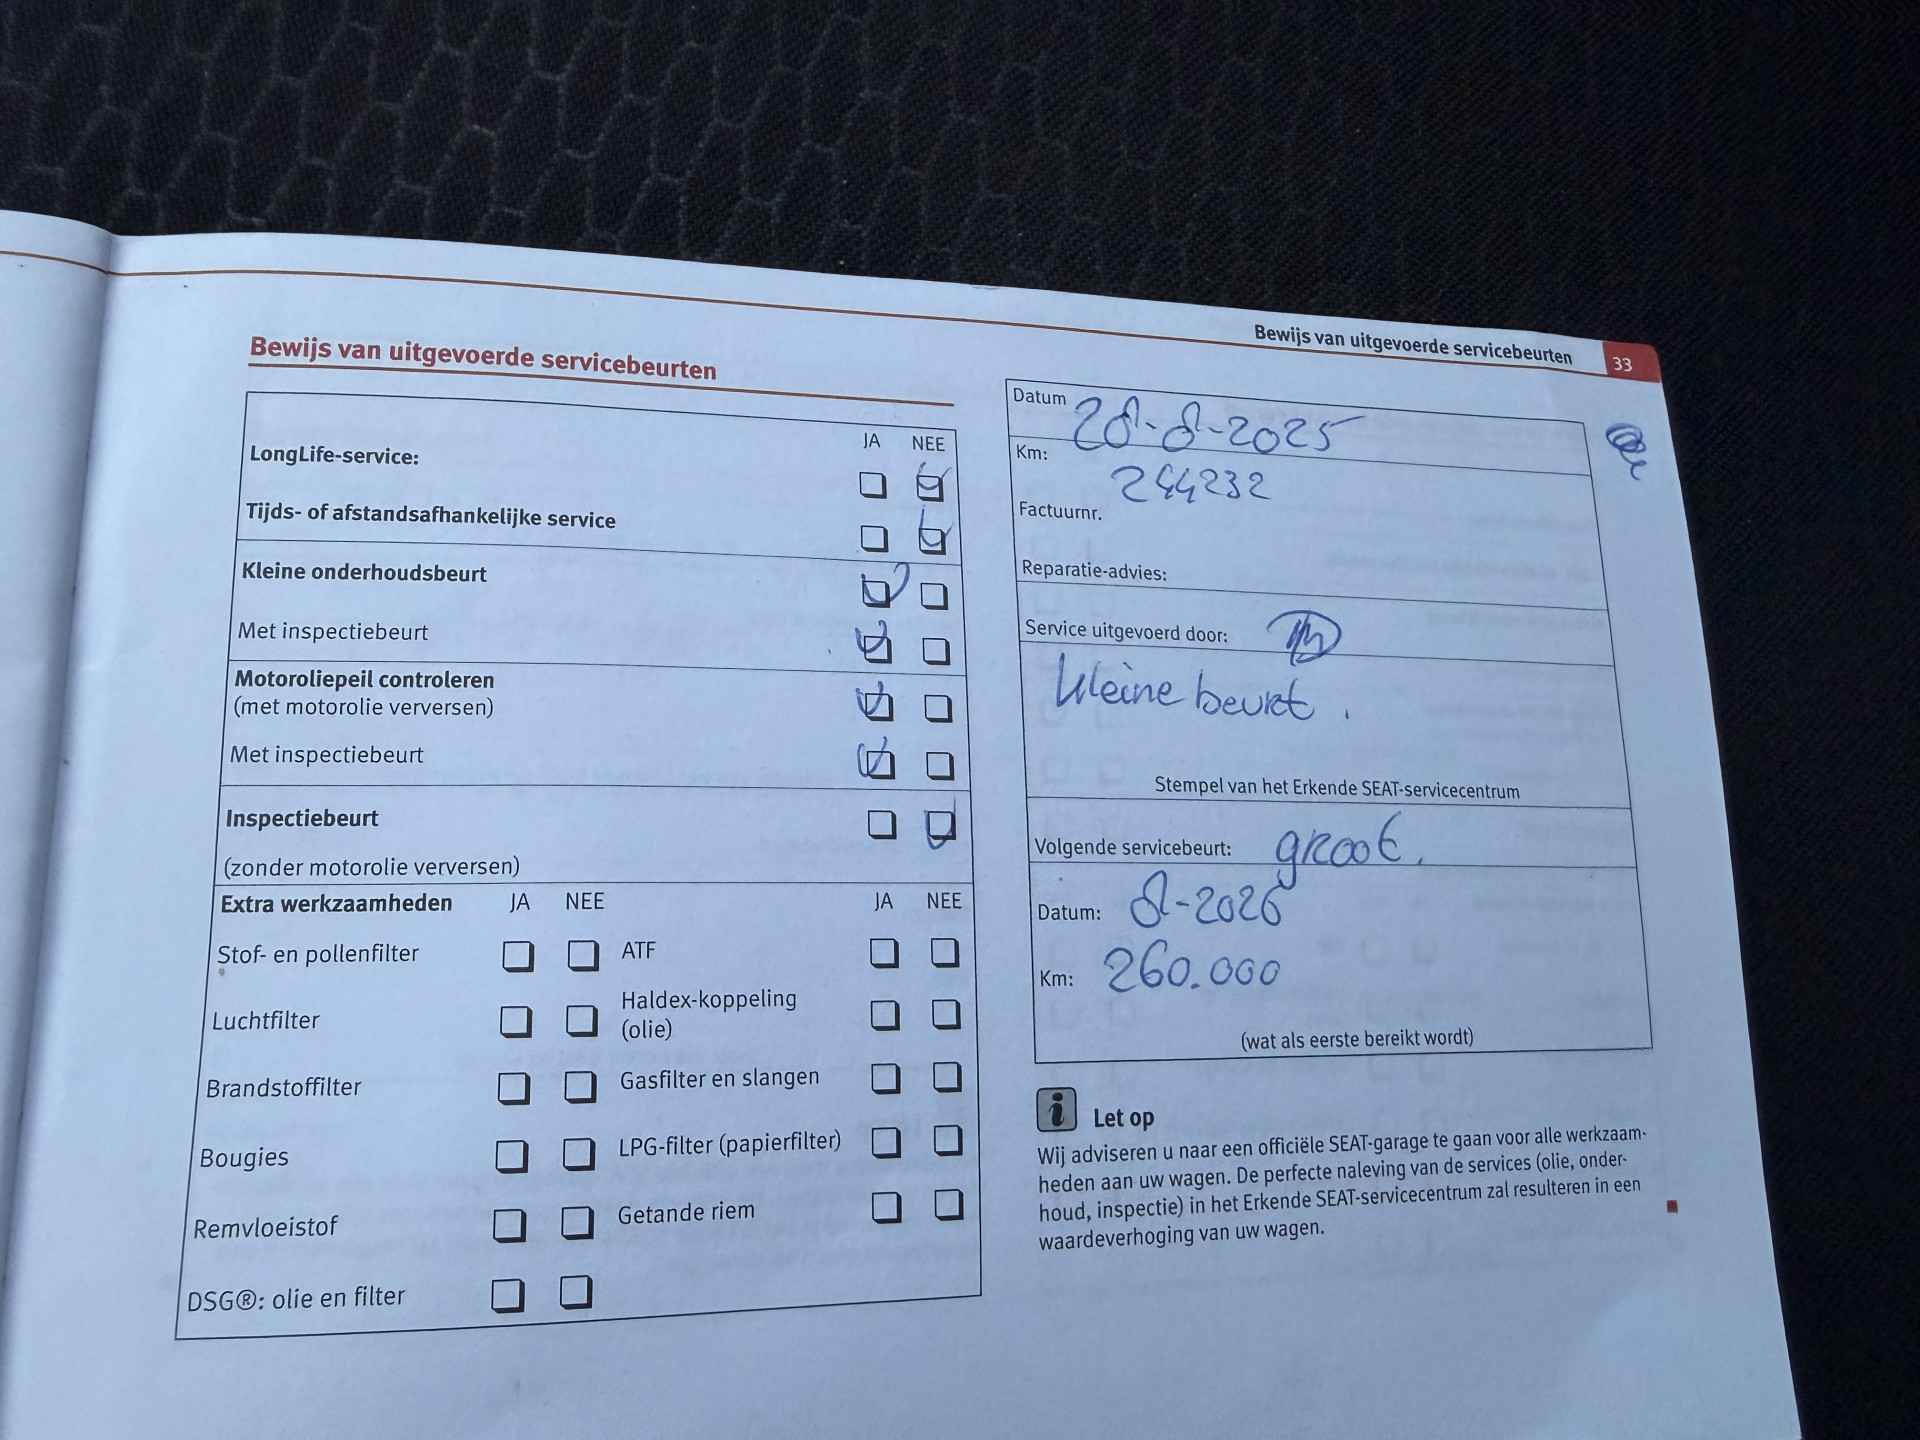 Bewijs van uitgevoerde servicebeurten 33
Bewijs van uitgevoerde servicebeurten
JA NEE
LongLife-service:
Tijds- of afstandsafhankelijke service
Kleine onderhoudsbeurt
Met inspectiebeurt
Motoroliepeil controleren
(met motorolie verversen)
Met inspectiebeurt
Inspectiebeurt
(zonder motorolie verversen)
Extra werkzaamheden JA NEE JA NEE
Stof- en pollenfilter ATF
Luchtfilter Haldex-koppeling
(olie)
Brandstoffilter Gasfilter en slangen
Bougies LPG-filter (papierfilter)
Remvloeistof Getande riem
DSG®: olie en filter
Datum 28-8-2025
Km: 244232
Factuurnr.
Reparatie-advies:
Service uitgevoerd door:
kleine beurt.
Stempel van het Erkende SEAT-servicecentrum
Volgende servicebeurt: groot.
Datum: 8-2026
Km: 260.000
(wat als eerste bereikt wordt)
i Let op
Wij adviseren u naar een officiële SEAT-garage te gaan voor alle werkzaam-
heden aan uw wagen. De perfecte naleving van de services (olie, onder-
houd, inspectie) in het Erkende SEAT-servicecentrum zal resulteren in een
waardeverhoging van uw wagen.